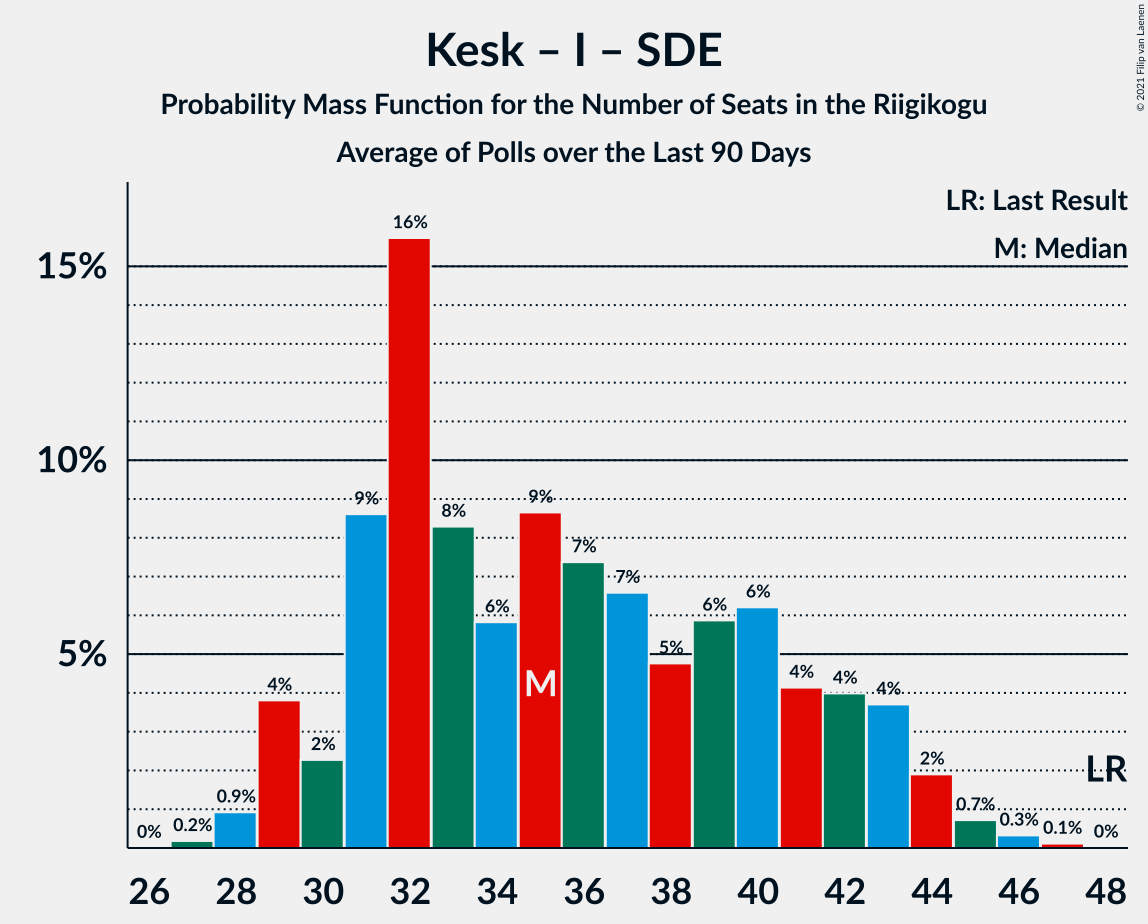 Kesk – I – SDE
Probability Mass Function for the Number of Seats in the Riigikogu
Average of Polls over the Last 90 Days
© 2021 Filip van Laenen
LR: Last Result
M: Median
15%
10%
5%
0% 0.2% 0.9% 4% 2% 9% 16% 8% 6% 9% 7% 7% 5% 6% 6% 4% 4% 4% 2% 0.7% 0.3% 0.1% 0%
M
LR
26 28 30 32 34 36 38 40 42 44 46 48